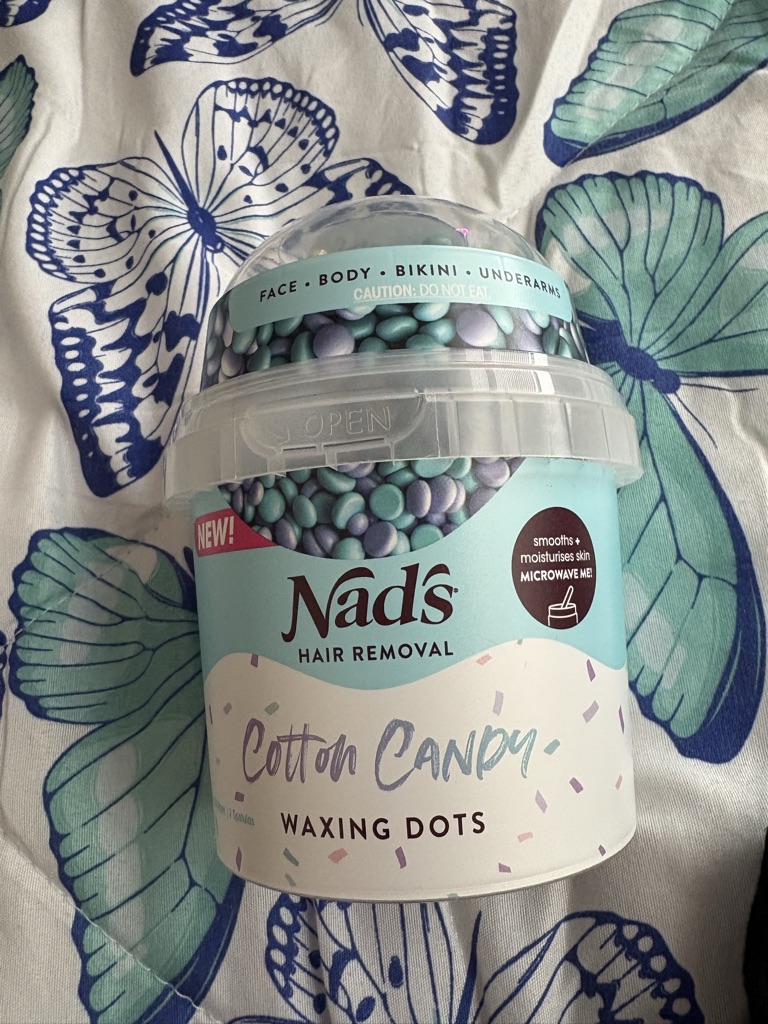 FACE • BODY • BIKINI • UNDERARMS
CAUTION: DO NOT EAT
OPEN
NEW!
smooths +
moisturises skin
MICROWAVE ME!
Nad's
HAIR REMOVAL
Cotton CANDY
WAXING DOTS